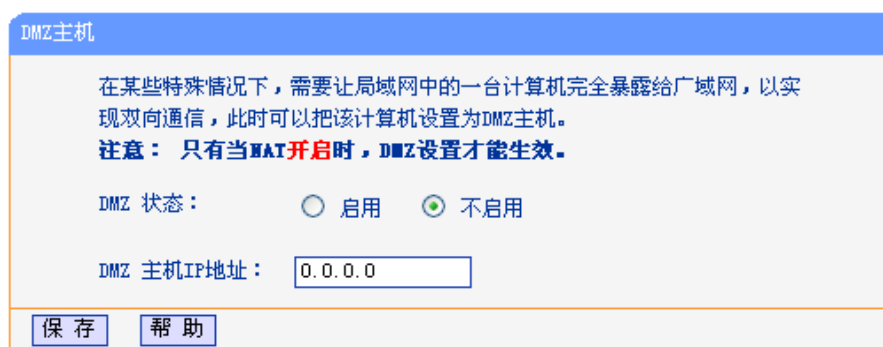 DMZ主机
在某些特殊情况下，需要让局域网中的一台计算机完全暴露给广域网，以实
现双向通信，此时可以把该计算机设置为DMZ主机。
注意： 只有当NAT开启时，DMZ设置才能生效。
DMZ 状态： 启用 不启用
DMZ 主机IP地址： 0.0.0.0
保 存 帮 助